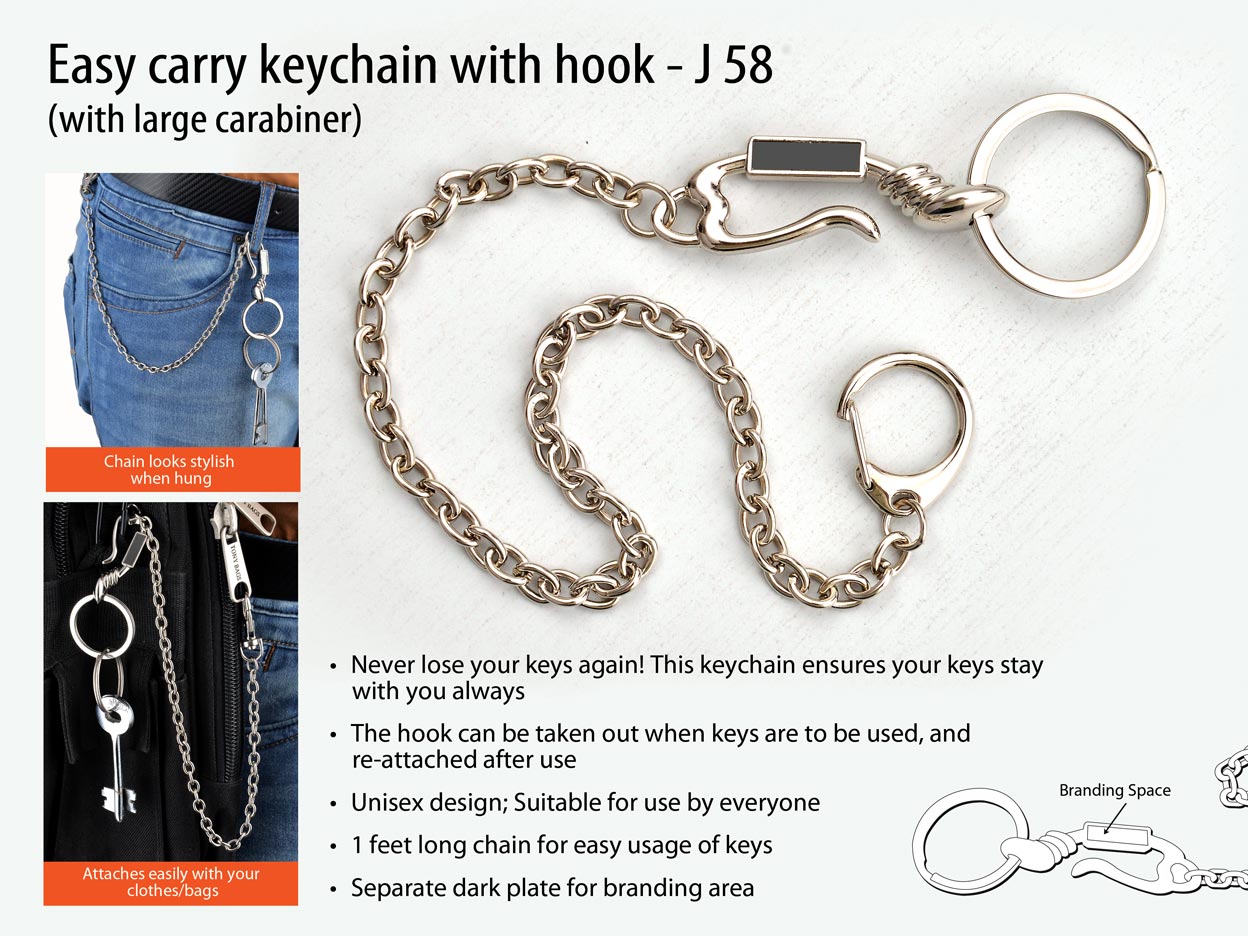 Easy carry keychain with hook - J 58
(with large carabiner)
Chain looks stylish
when hung
TONY BAGS
Attaches easily with your
clothes/bags
• Never lose your keys again! This keychain ensures your keys stay
with you always
• The hook can be taken out when keys are to be used, and
re-attached after use
• Unisex design; Suitable for use by everyone
• 1 feet long chain for easy usage of keys
• Separate dark plate for branding area
Branding Space